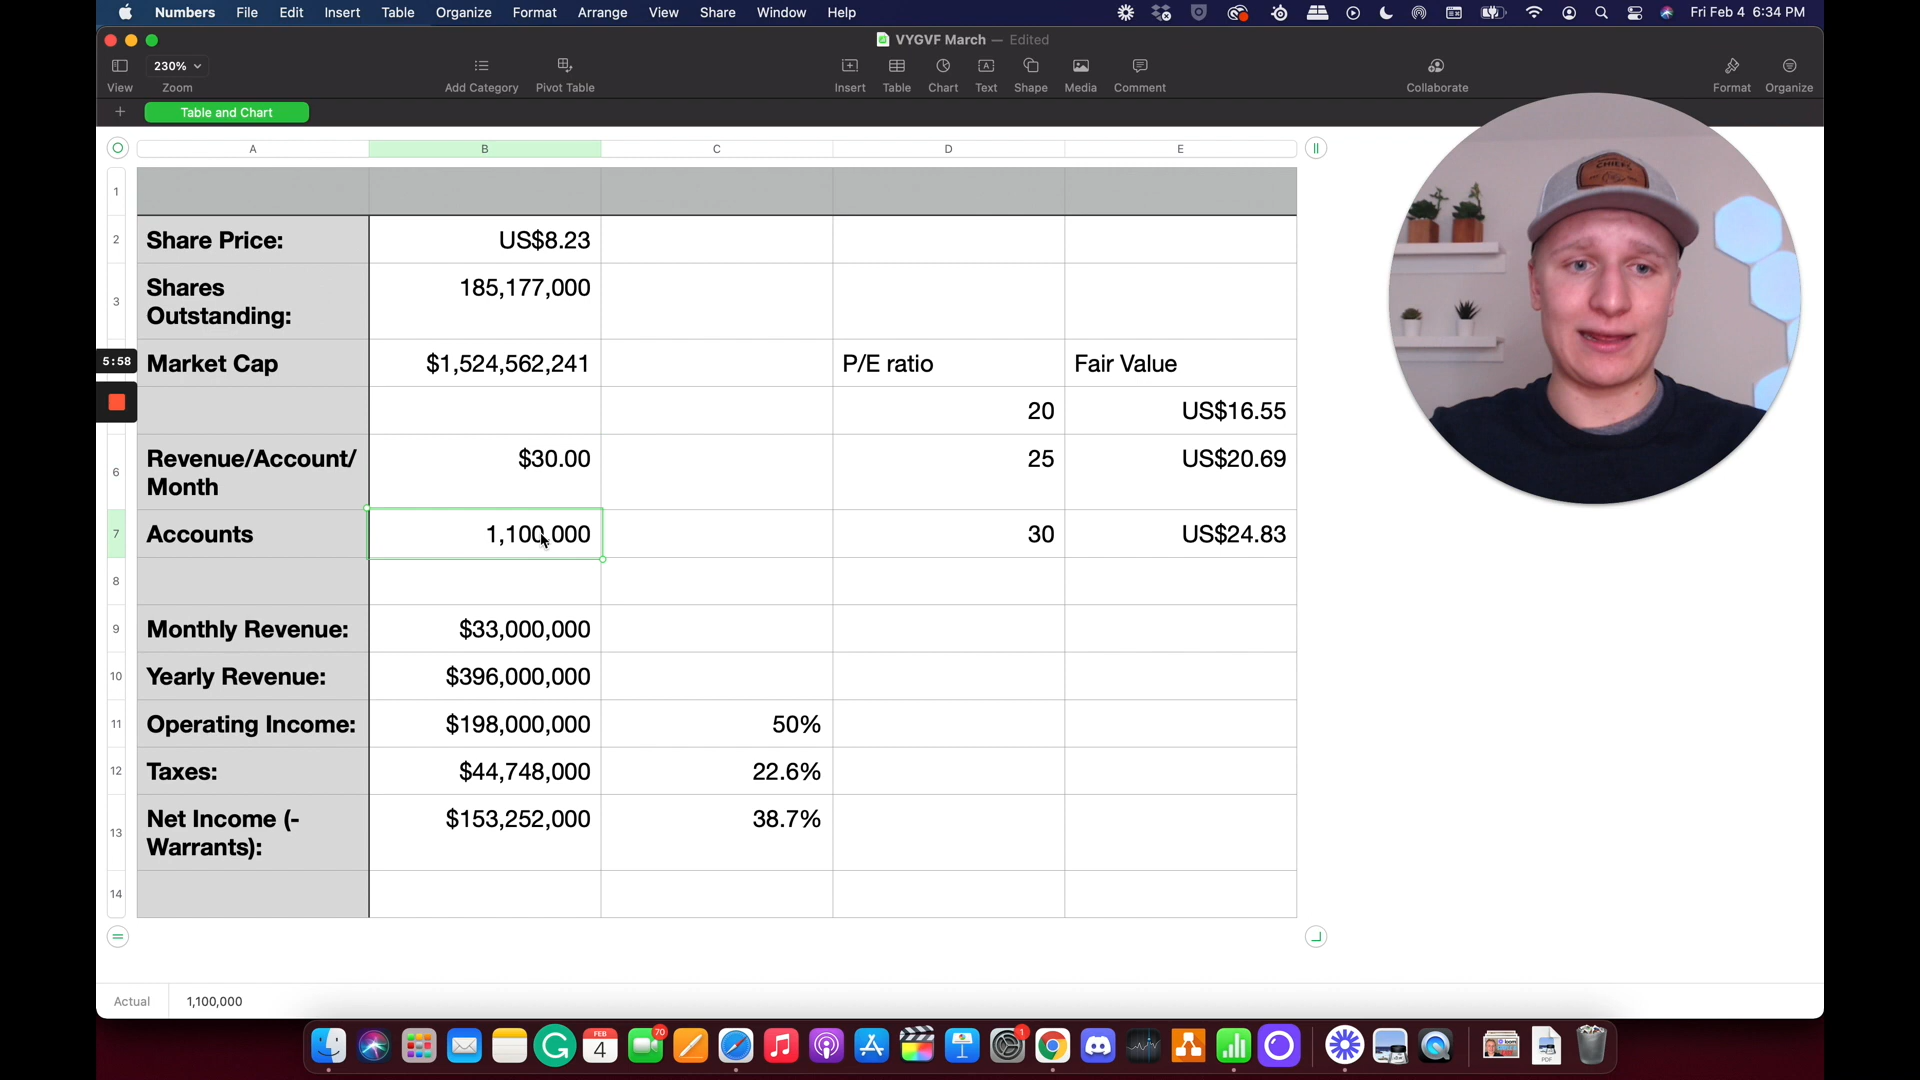 Numbers File Edit Insert Table Organize Format Arrange View Share Window Help
Fri Feb 4 6:34 PM
VYGVF March — Edited
230%
View Zoom Add Category Pivot Table Insert Table Chart Text Shape Media Comment Collaborate Format Organize
Table and Chart
A B C D E
1
2 Share Price: US$8.23
3 Shares Outstanding: 185,177,000
5:58
Market Cap $1,524,562,241 P/E ratio Fair Value
20 US$16.55
6 Revenue/Account/
Month $30.00 25 US$20.69
7 Accounts 1,100,000 30 US$24.83
8
9 Monthly Revenue: $33,000,000
10 Yearly Revenue: $396,000,000
11 Operating Income: $198,000,000 50%
12 Taxes: $44,748,000 22.6%
13 Net Income (-
Warrants): $153,252,000 38.7%
14
Actual 1,100,000
CHIEFS
70
FEB
4
1
PDF